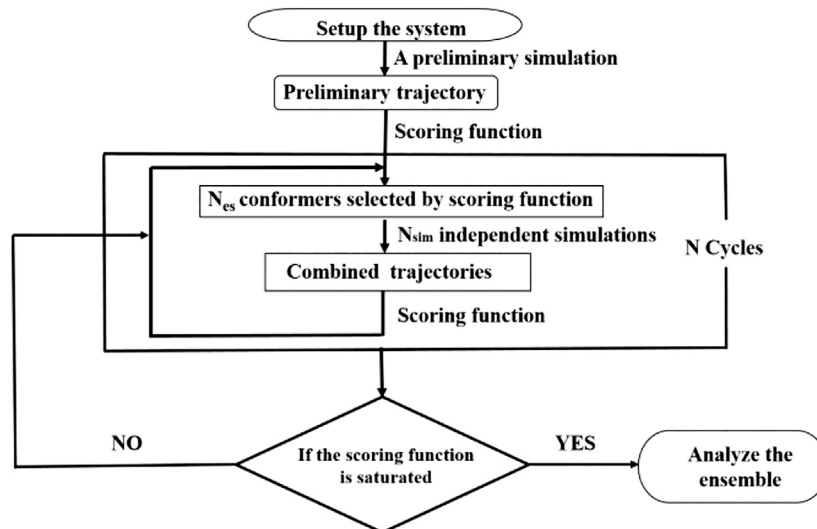 Setup the system
A preliminary simulation
Preliminary trajectory
Scoring function
Nes conformers selected by scoring function
Nsim independent simulations
N Cycles
Combined trajectories
Scoring function
NO
If the scoring function
is saturated
YES
Analyze the
ensemble